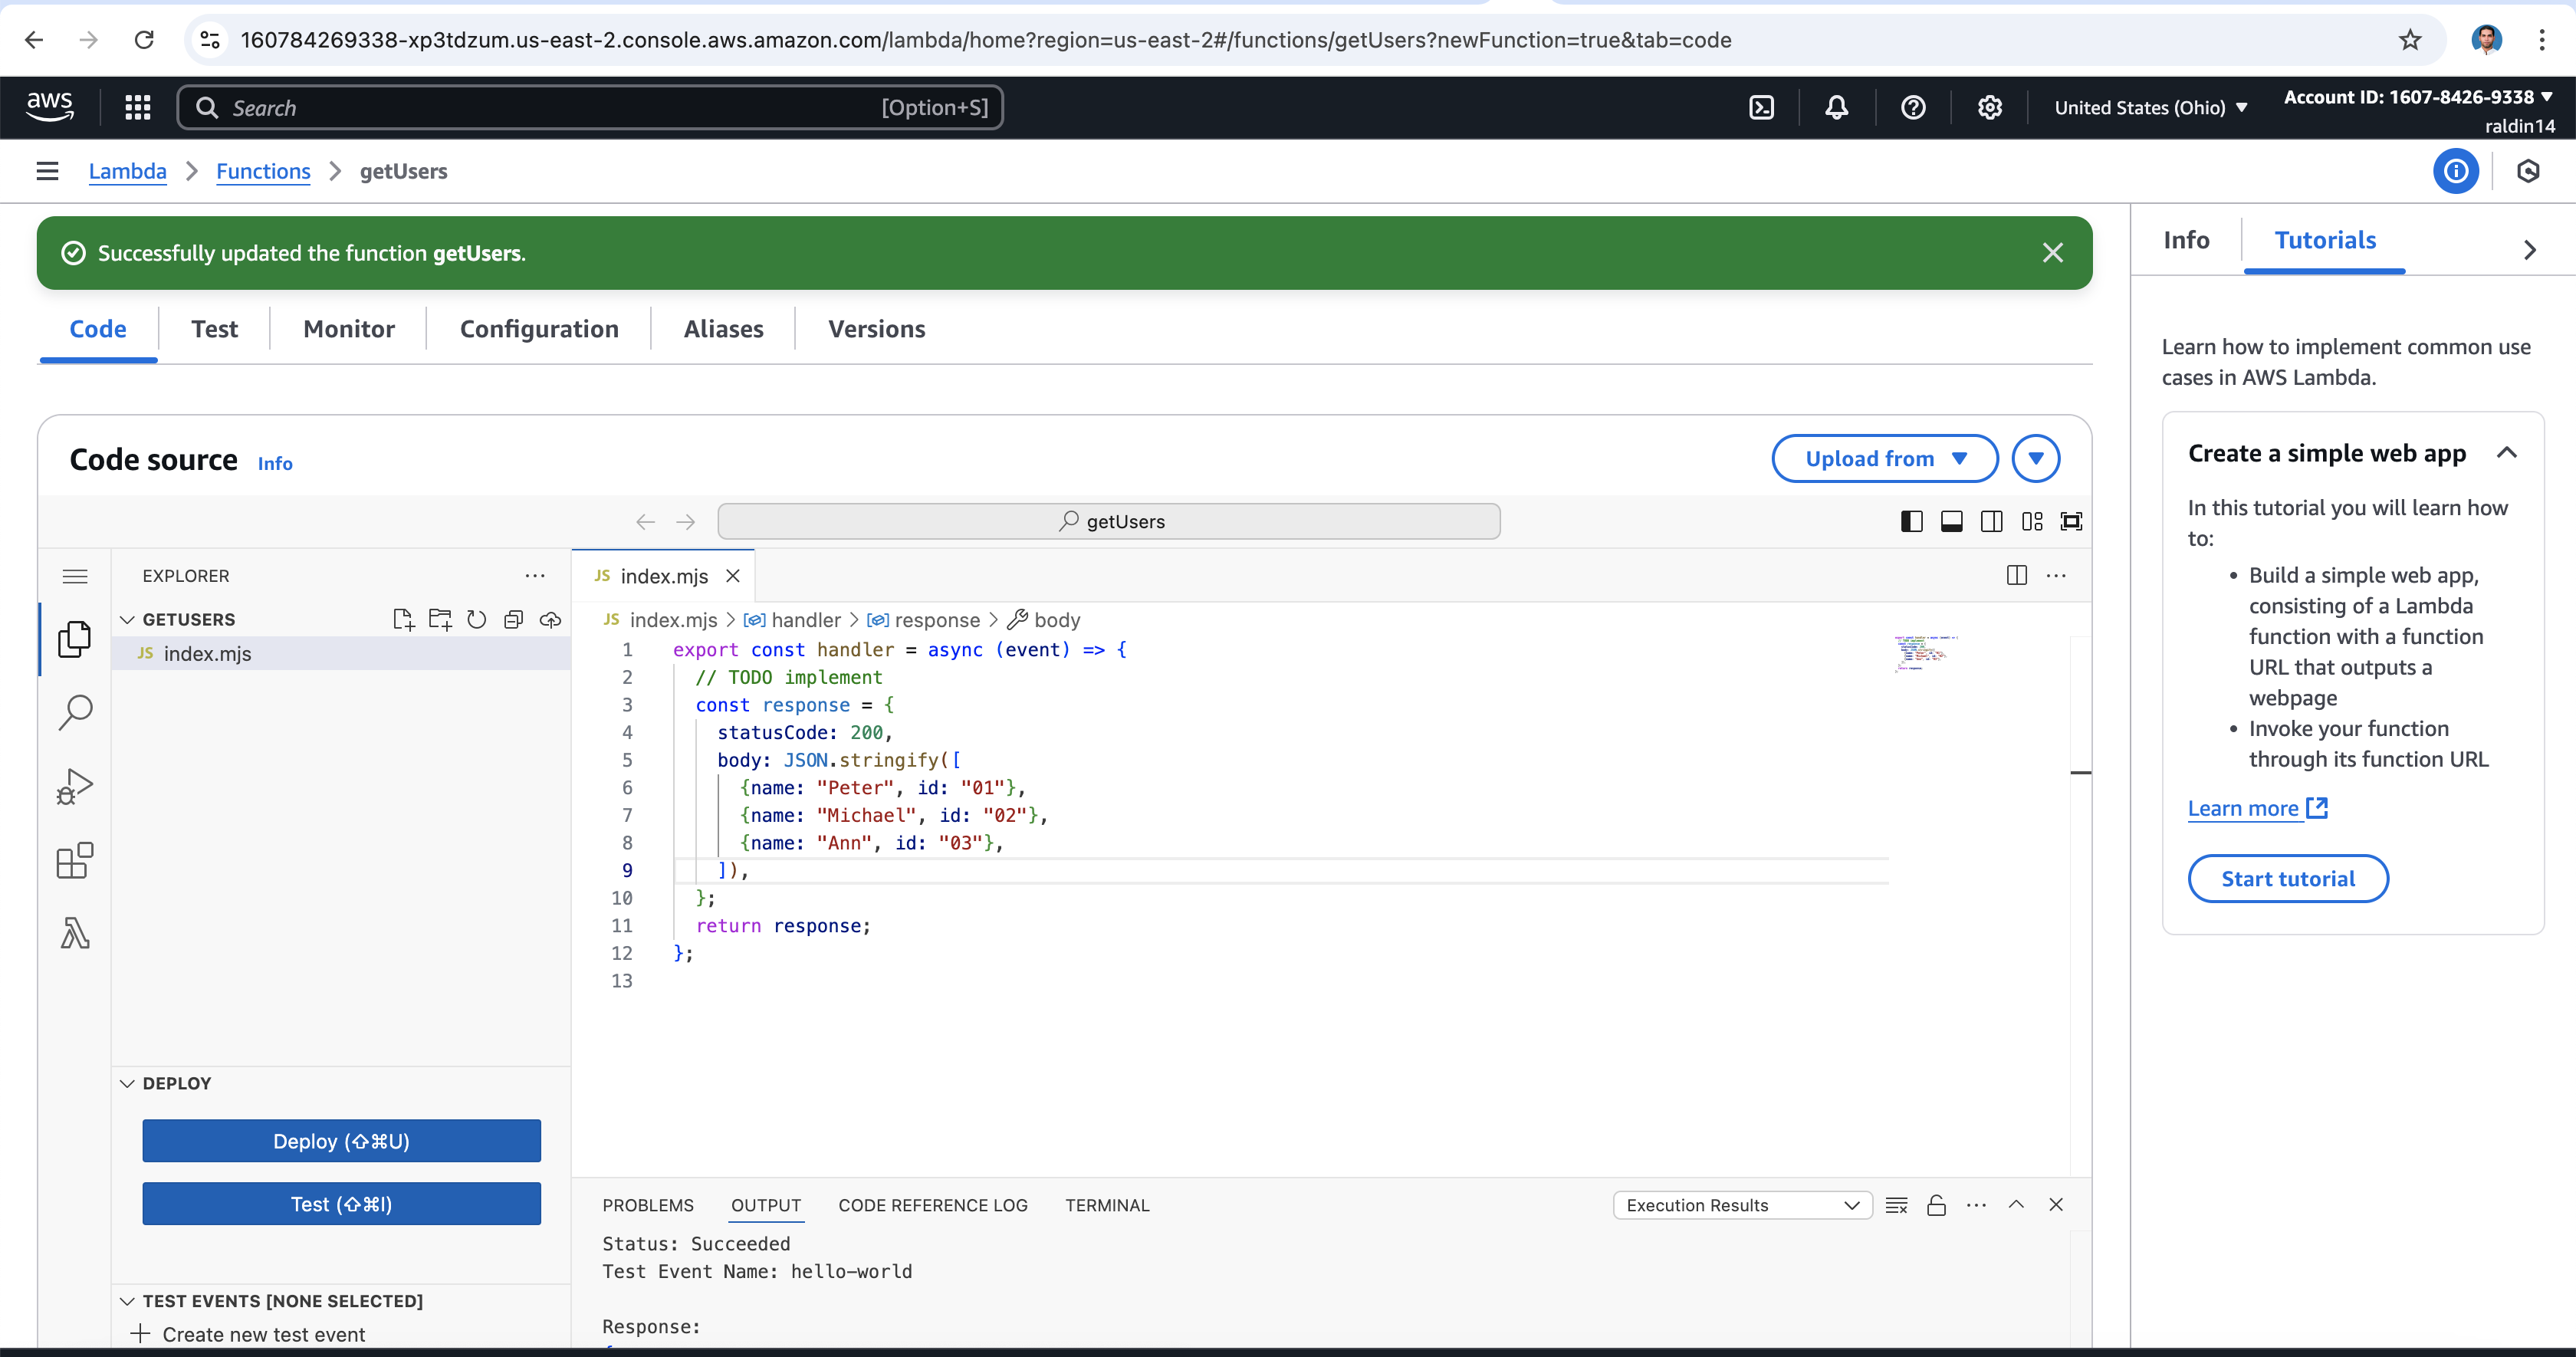 160784269338-xp3tdzum.us-east-2.console.aws.amazon.com/lambda/home?region=us-east-2#/functions/getUsers?newFunction=true&tab=code
aws
Search [Option+S]
United States (Ohio)
Account ID: 1607-8426-9338
raldin14
Lambda
Functions
getUsers
Successfully updated the function getUsers.
Code
Test
Monitor
Configuration
Aliases
Versions
Code source Info
Upload from
getUsers
EXPLORER
GETUSERS
JS index.mjs
DEPLOY
Deploy (⇧⌘U)
Test (⇧⌘I)
TEST EVENTS [NONE SELECTED]
Create new test event
JS index.mjs
JS index.mjs > handler > response > body
1 export const handler = async (event) => {
2 // TODO implement
3 const response = {
4 statusCode: 200,
5 body: JSON.stringify([
6 {name: "Peter", id: "01"},
7 {name: "Michael", id: "02"},
8 {name: "Ann", id: "03"},
9 ]),
10 };
11 return response;
12 };
13
PROBLEMS
OUTPUT
CODE REFERENCE LOG
TERMINAL
Execution Results
Status: Succeeded
Test Event Name: hello-world
Response:
Info
Tutorials
Learn how to implement common use
cases in AWS Lambda.
Create a simple web app
In this tutorial you will learn how
to:
• Build a simple web app,
consisting of a Lambda
function with a function
URL that outputs a
webpage
• Invoke your function
through its function URL
Learn more
Start tutorial